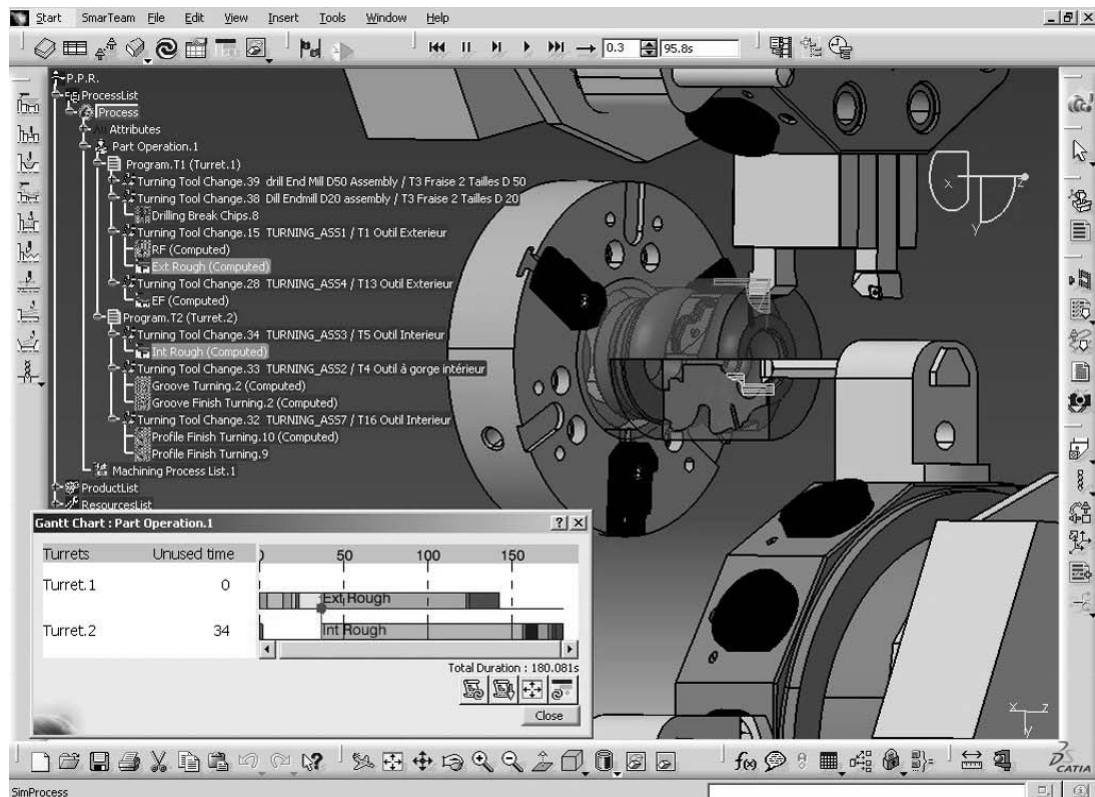 Start SmarTeam File Edit View Insert Tools Window Help
0.3 95.8s
P.P.R.
ProcessList
Process
Attributes
Part Operation.1
Program.T1 (Turret.1)
Turning Tool Change.39 drill End Mill D50 Assembly / T3 Fraise 2 Tailles D 50
Turning Tool Change.38 Dill Endmill D20 assembly / T3 Fraise 2 Tailles D 20
Drilling Break Chips.8
Turning Tool Change.15 TURNING_ASS1 / T1 Outil Exterieur
RF (Computed)
Ext Rough (Computed)
Turning Tool Change.28 TURNING_ASS4 / T13 Outil Exterieur
EF (Computed)
Program.T2 (Turret.2)
Turning Tool Change.34 TURNING_ASS3 / T5 Outil Interieur
Int Rough (Computed)
Turning Tool Change.33 TURNING_ASS2 / T4 Outil à gorge intérieur
Groove Turning.2 (Computed)
Groove Finish Turning.2 (Computed)
Turning Tool Change.32 TURNING_ASS7 / T16 Outil Interieur
Profile Finish Turning.10 (Computed)
Profile Finish Turning.9
Machining Process List.1
ProductList
ResourcesList
x z
y
Gantt Chart : Part Operation.1
Turrets Unused time 50 100 150
Turret.1 0 Ext Rough
Turret.2 34 Int Rough
Total Duration : 180.081s
Close
x z
y
f(x)
CATIA
SimProcess